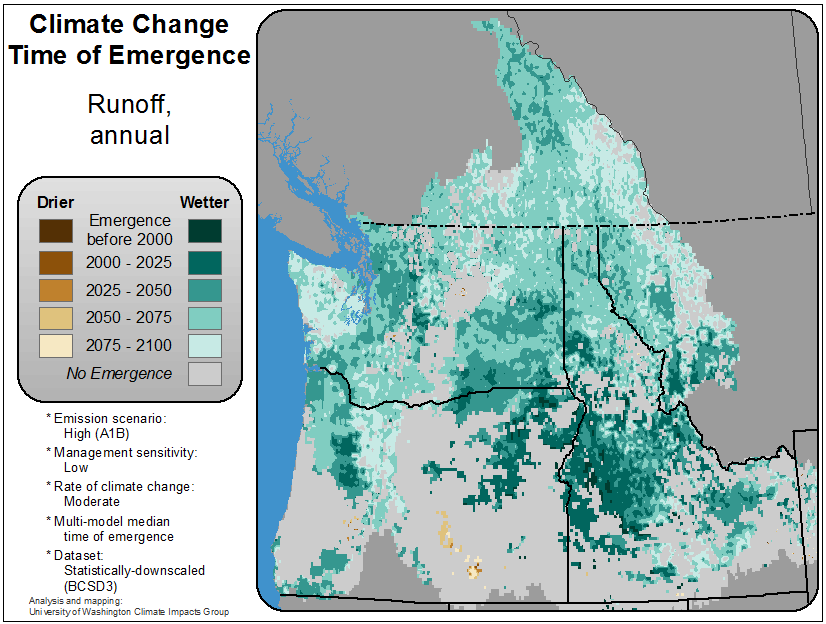 Climate Change
Time of Emergence
Runoff,
annual
Drier Wetter
Emergence
before 2000
2000 - 2025
2025 - 2050
2050 - 2075
2075 - 2100
No Emergence
* Emission scenario:
High (A1B)
* Management sensitivity:
Low
* Rate of climate change:
Moderate
* Multi-model median
time of emergence
* Dataset:
Statistically-downscaled
(BCSD3)
Analysis and mapping:
University of Washington Climate Impacts Group